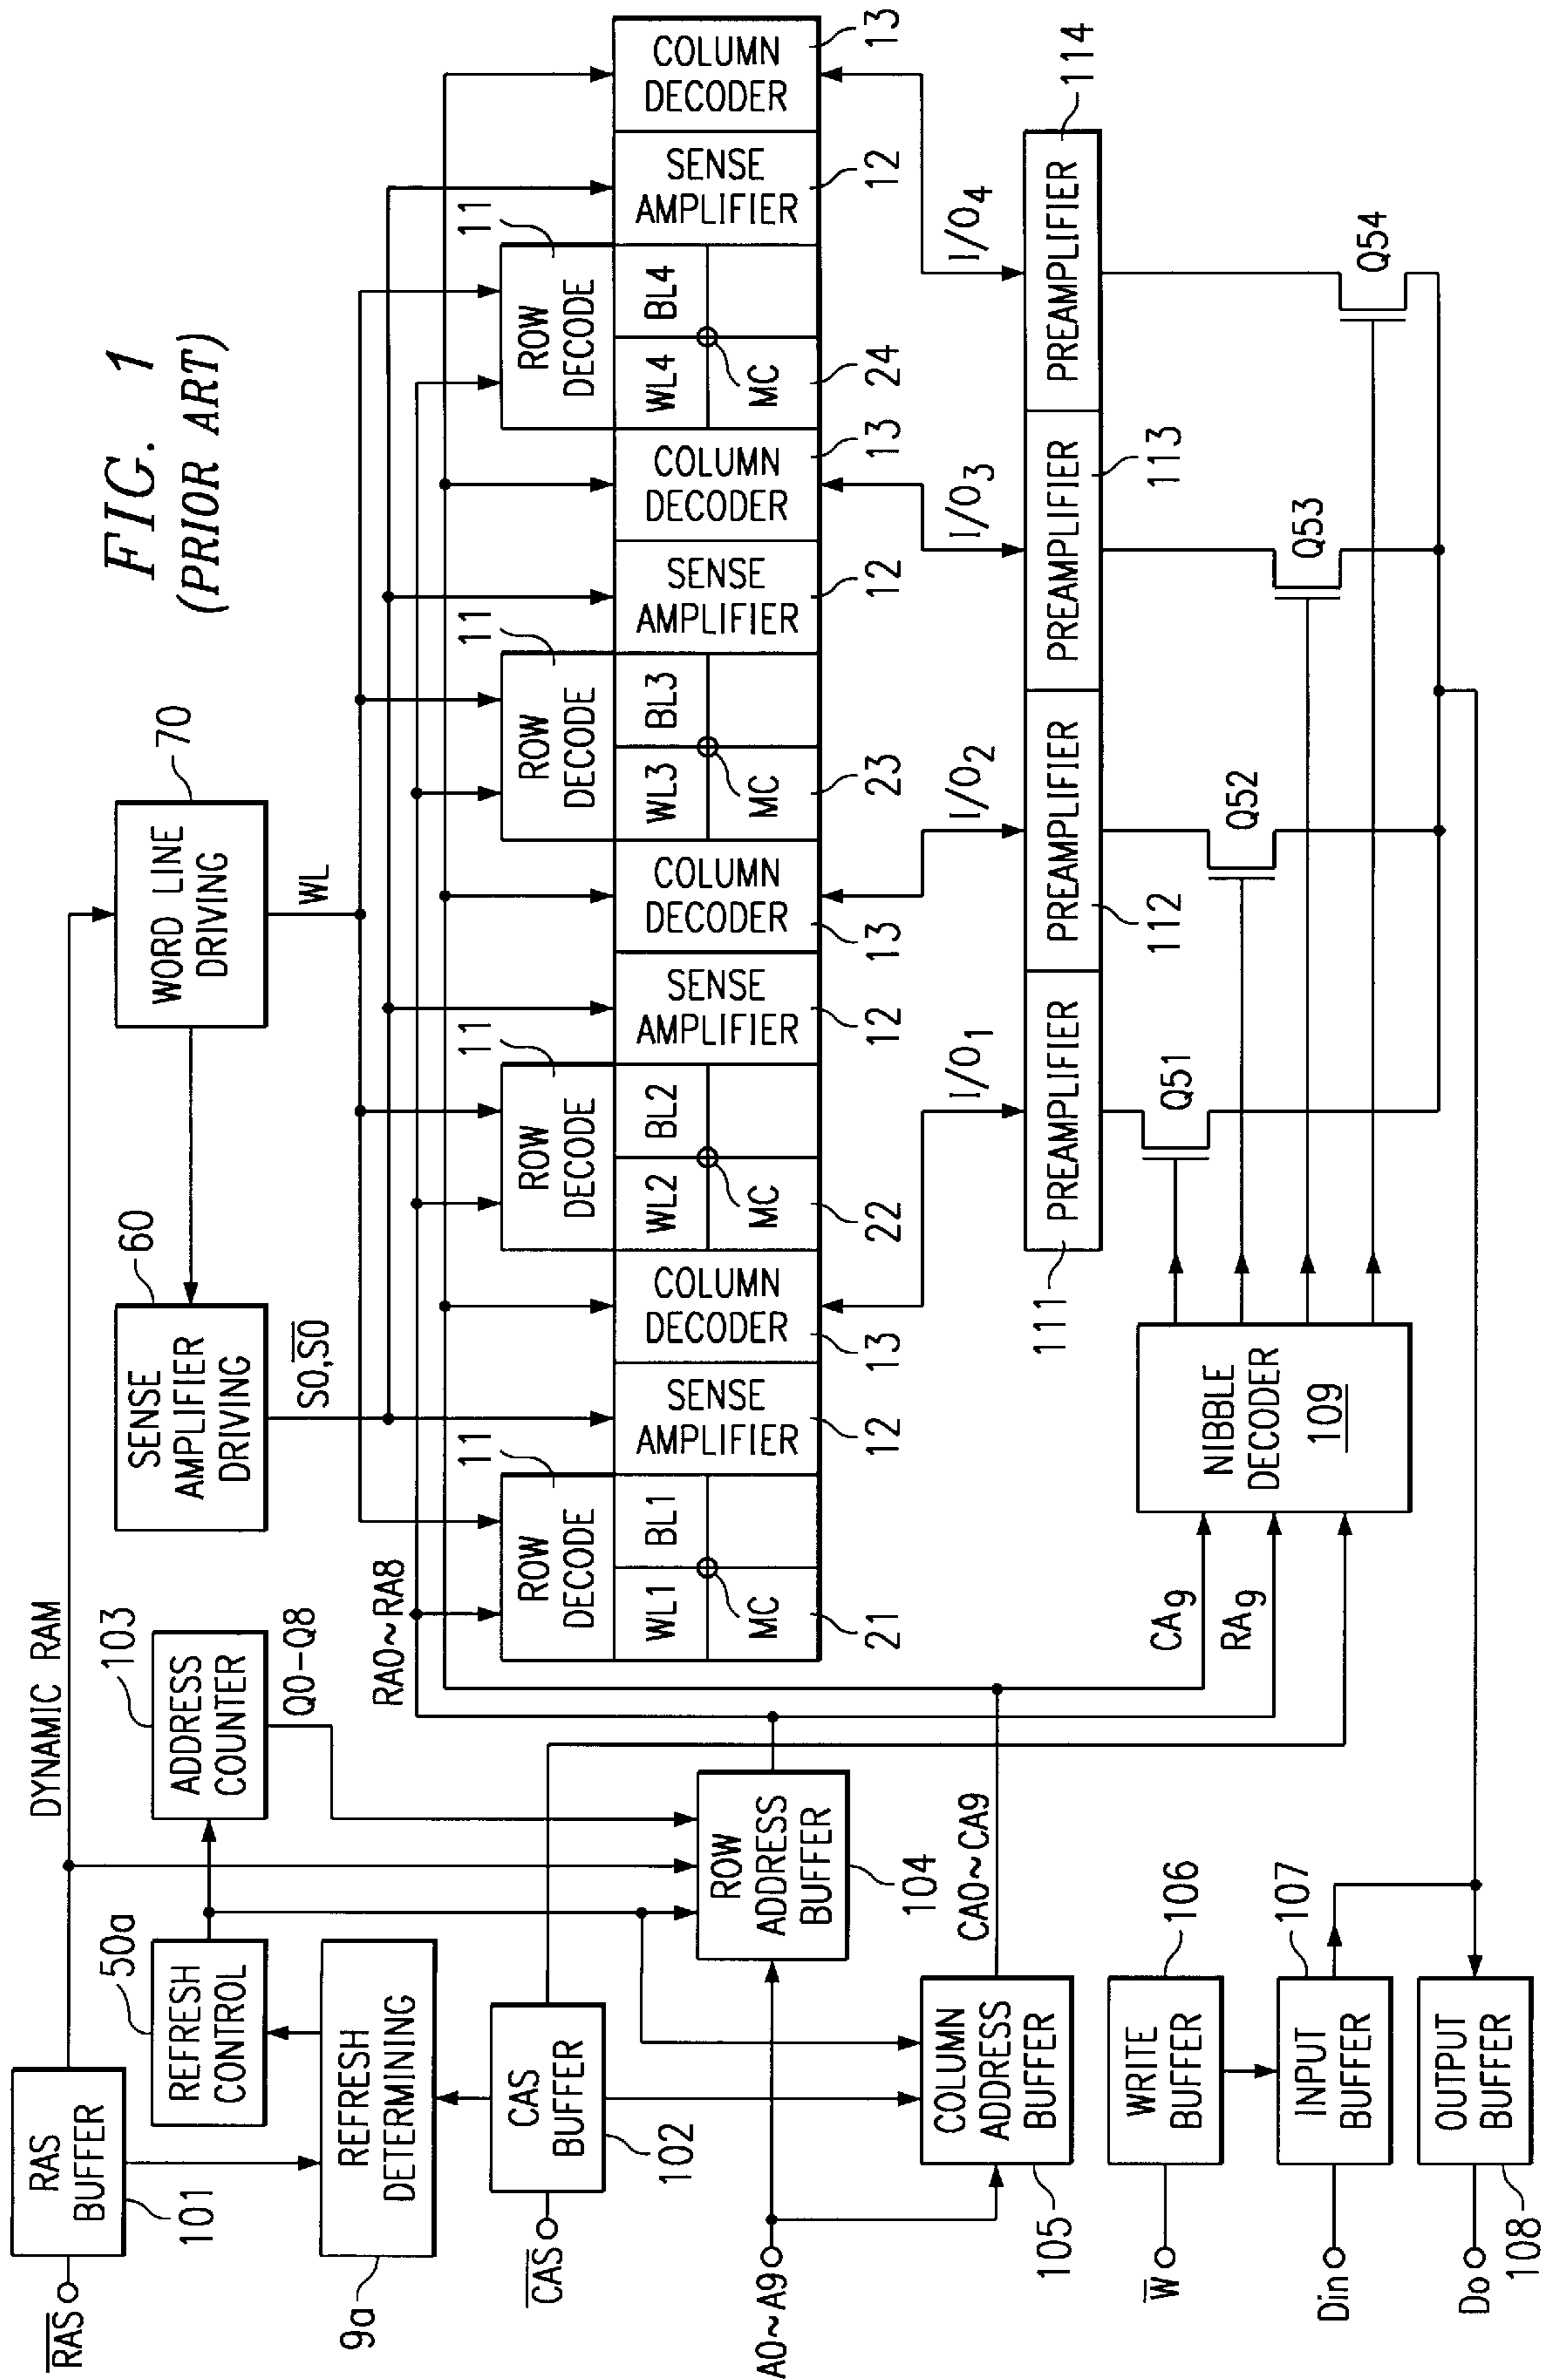 FIG. 1
(PRIOR ART)
DYNAMIC RAM
RAS
RAS
BUFFER
101
50a
REFRESH
CONTROL
103
ADDRESS
COUNTER
Q0-Q8
REFRESH
DETERMINING
9a
60
SENSE
AMPLIFIER
DRIVING
S0,S0
70
WORD LINE
DRIVING
WL
RA0~RA8
CAS
CAS
BUFFER
102
A0~A9
ROW
ADDRESS
BUFFER
104
COLUMN
ADDRESS
BUFFER
105
CA0~CA9
ROW
DECODE
11
WL1
BL1
MC
21
SENSE
AMPLIFIER
12
COLUMN
DECODER
13
ROW
DECODE
11
WL2
BL2
MC
22
SENSE
AMPLIFIER
12
COLUMN
DECODER
13
ROW
DECODE
11
WL3
BL3
MC
23
SENSE
AMPLIFIER
12
COLUMN
DECODER
13
ROW
DECODE
11
WL4
BL4
MC
24
SENSE
AMPLIFIER
12
COLUMN
DECODER
13
I/O1
I/O2
I/O3
I/O4
111
PREAMPLIFIER
PREAMPLIFIER
112
PREAMPLIFIER
113
PREAMPLIFIER
114
CA9
RA9
NIBBLE
DECODER
109
Q51
Q52
Q53
Q54
W
WRITE
BUFFER
106
Din
INPUT
BUFFER
107
Do
OUTPUT
BUFFER
108